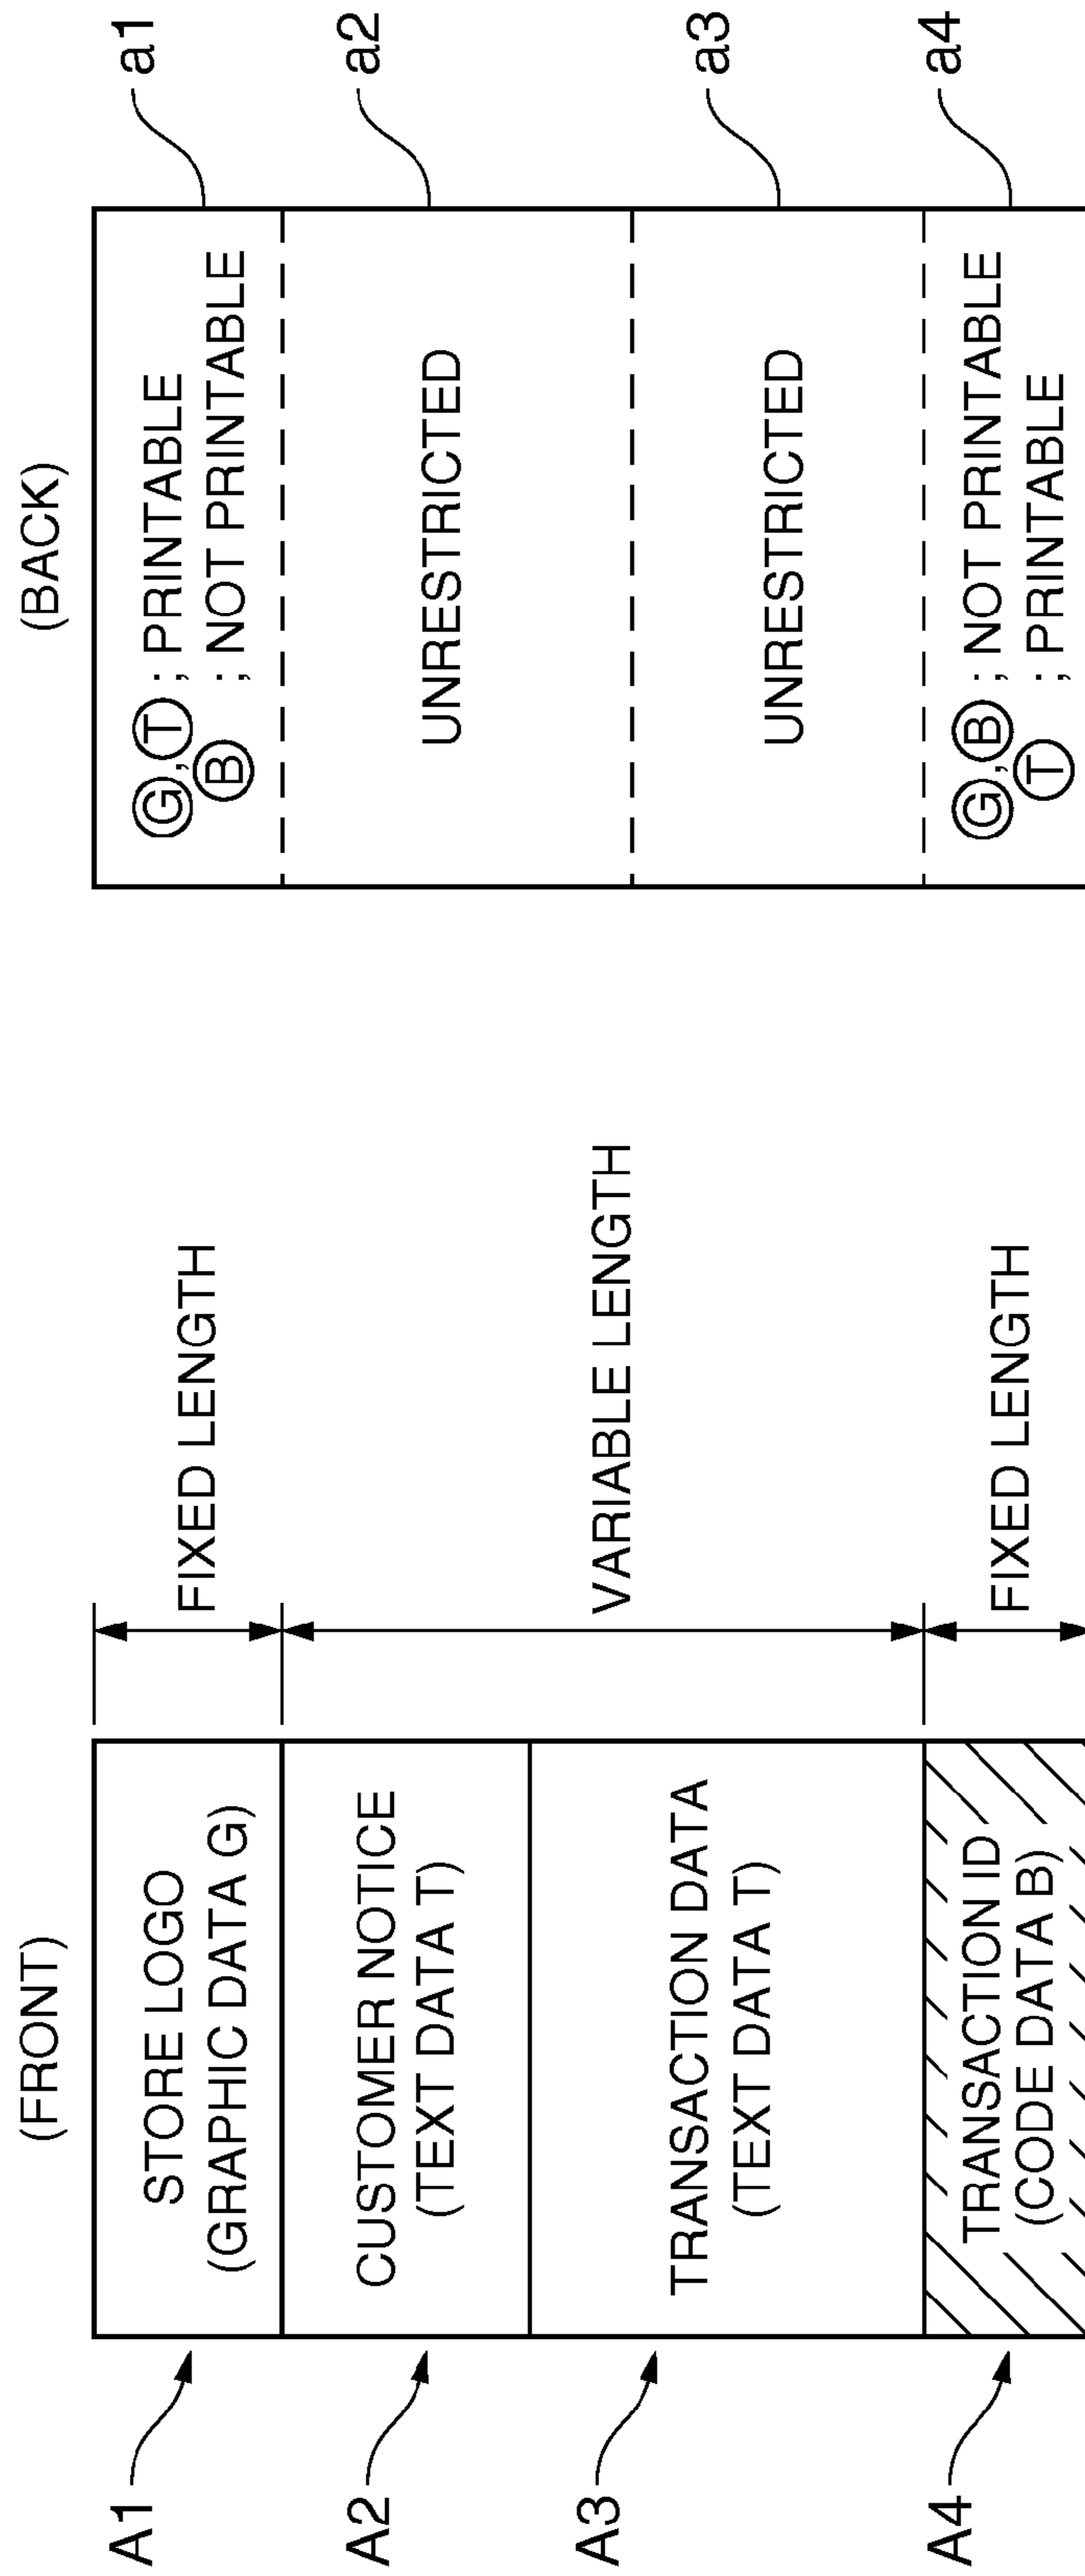 (FRONT)
A1
STORE LOGO
(GRAPHIC DATA G)
FIXED LENGTH
A2
CUSTOMER NOTICE
(TEXT DATA T)
VARIABLE LENGTH
A3
TRANSACTION DATA
(TEXT DATA T)
A4
TRANSACTION ID
(CODE DATA B)
FIXED LENGTH
(BACK)
G, T ; PRINTABLE
B ; NOT PRINTABLE
a1
UNRESTRICTED
a2
UNRESTRICTED
a3
G, B ; NOT PRINTABLE
T ; PRINTABLE
a4